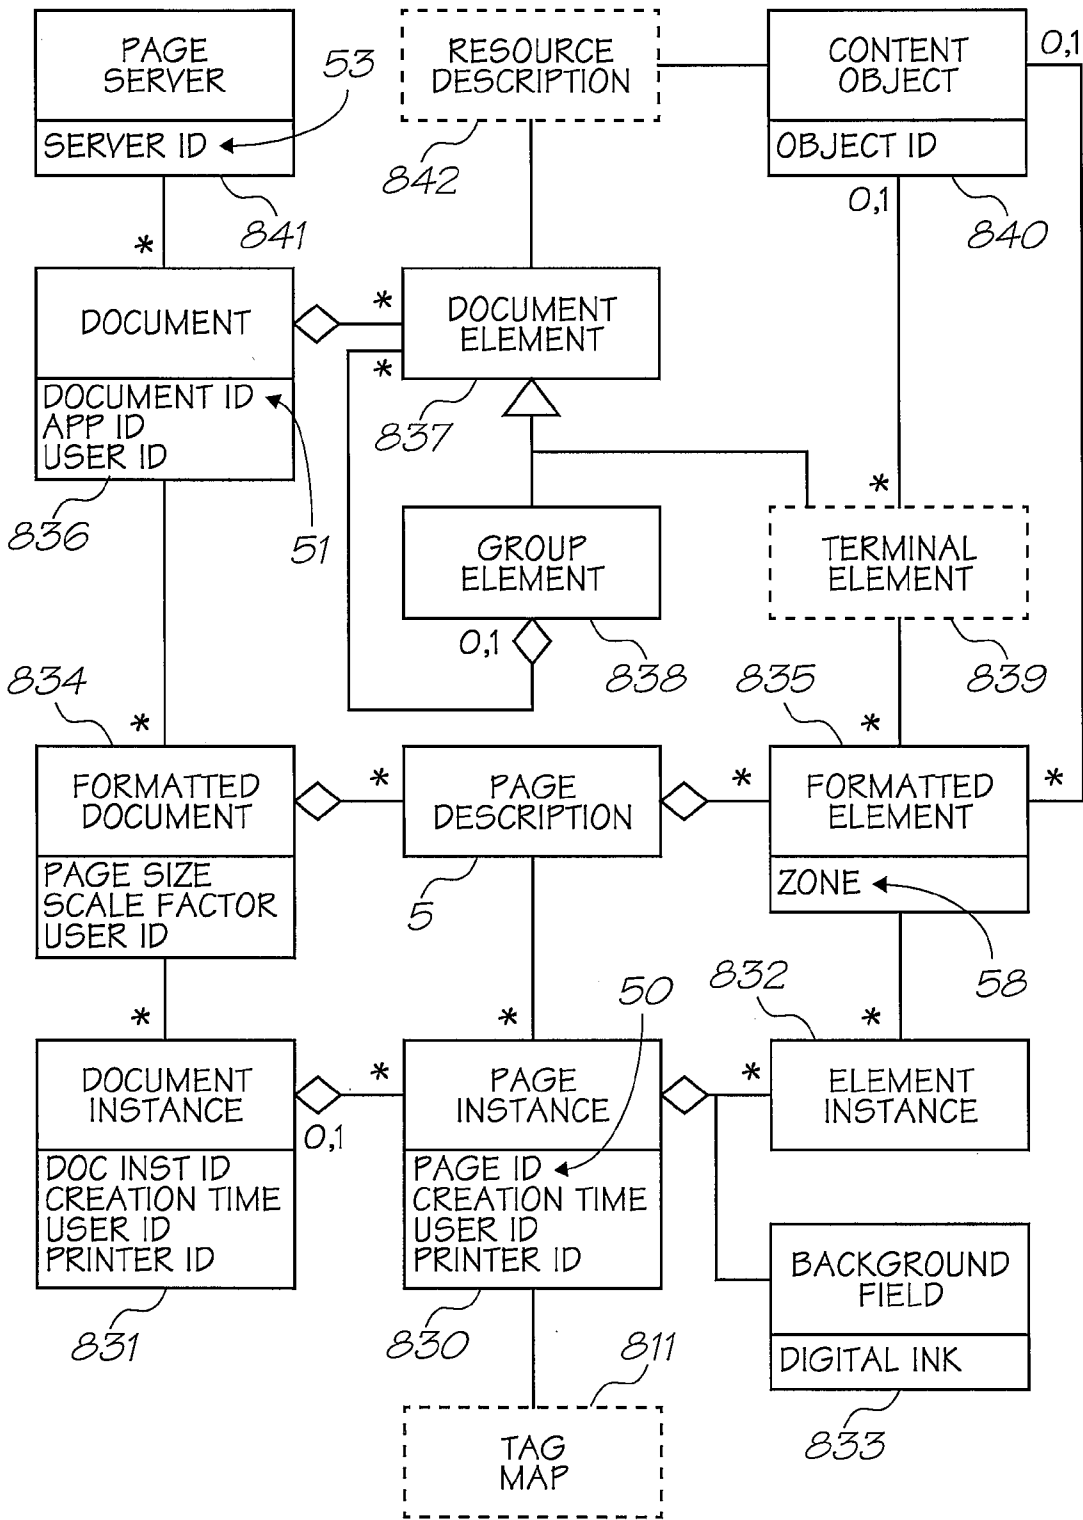 PAGE
SERVER
SERVER ID
53
841
RESOURCE
DESCRIPTION
842
CONTENT
OBJECT
OBJECT ID
0,1
0,1
840
*
DOCUMENT
DOCUMENT ID
APP ID
USER ID
836
51
*
*
DOCUMENT
ELEMENT
837
GROUP
ELEMENT
0,1
838
*
TERMINAL
ELEMENT
839
834
*
FORMATTED
DOCUMENT
PAGE SIZE
SCALE FACTOR
USER ID
*
PAGE
DESCRIPTION
5
835
*
*
*
FORMATTED
ELEMENT
ZONE
58
*
DOCUMENT
INSTANCE
0,1
DOC INST ID
CREATION TIME
USER ID
PRINTER ID
831
*
*
50
PAGE
INSTANCE
PAGE ID
CREATION TIME
USER ID
PRINTER ID
830
832
*
*
ELEMENT
INSTANCE
BACKGROUND
FIELD
DIGITAL INK
833
811
TAG
MAP